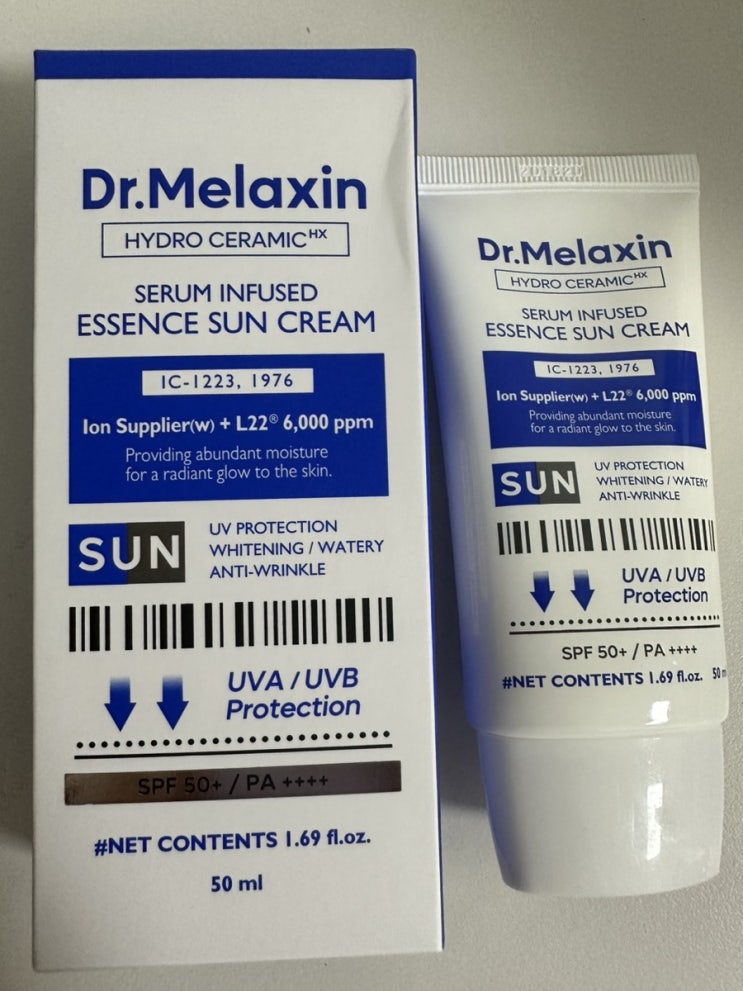 Dr.Melaxin
HYDRO CERAMICᴴˣ
SERUM INFUSED
ESSENCE SUN CREAM
IC-1223, 1976
Ion Supplier(w) + L22® 6,000 ppm
Providing abundant moisture
for a radiant glow to the skin.
SUN
UV PROTECTION
WHITENING / WATERY
ANTI-WRINKLE
UVA / UVB
Protection
SPF 50+ / PA ++++
#NET CONTENTS 1.69 fl.oz.
50 ml
Dr.Melaxin
HYDRO CERAMICᴴˣ
SERUM INFUSED
ESSENCE SUN CREAM
IC-1223, 1976
Ion Supplier(w) + L22® 6,000 ppm
Providing abundant moisture
for a radiant glow to the skin.
SUN
UV PROTECTION
WHITENING / WATERY
ANTI-WRINKLE
UVA / UVB
Protection
SPF 50+ / PA ++++
#NET CONTENTS 1.69 fl.oz. 50 m